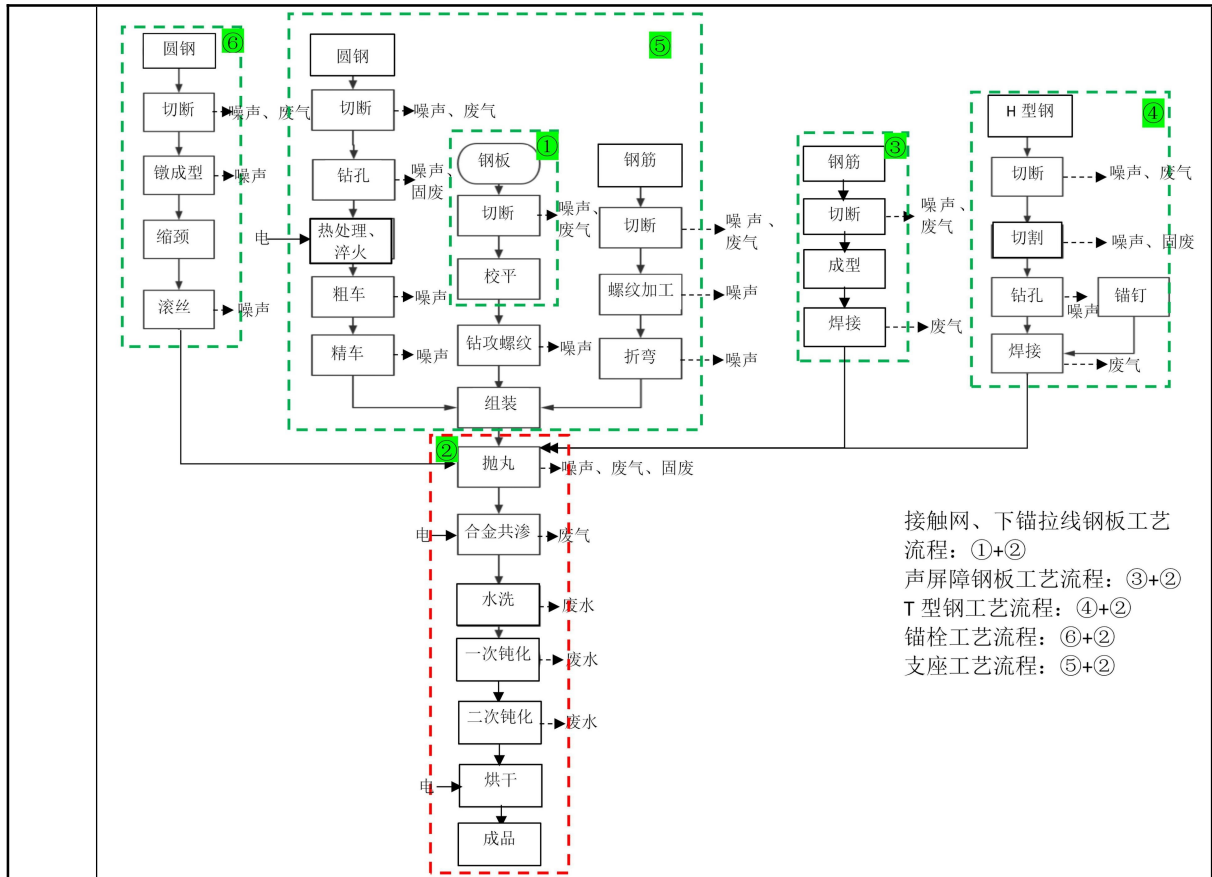 ⑥
圆钢
切断
噪声、废气
镦成型
噪声
缩颈
滚丝
噪声
⑤
圆钢
切断
噪声、废气
钻孔
噪声、
固废
电
热处理、
淬火
粗车
噪声
精车
噪声
①
钢板
切断
噪声、
废气
校平
钻攻螺纹
噪声
组装
钢筋
切断
噪声、
废气
螺纹加工
噪声
折弯
噪声
③
钢筋
切断
噪声、
废气
成型
焊接
废气
④
H 型钢
切断
噪声、废气
切割
噪声、固废
钻孔
噪声
锚钉
焊接
废气
②
抛丸
噪声、废气、固废
电
合金共渗
废气
水洗
废水
一次钝化
废水
二次钝化
废水
电
烘干
成品
接触网、下锚拉线钢板工艺
流程：①+②
声屏障钢板工艺流程：③+②
T 型钢工艺流程：④+②
锚栓工艺流程：⑥+②
支座工艺流程：⑤+②